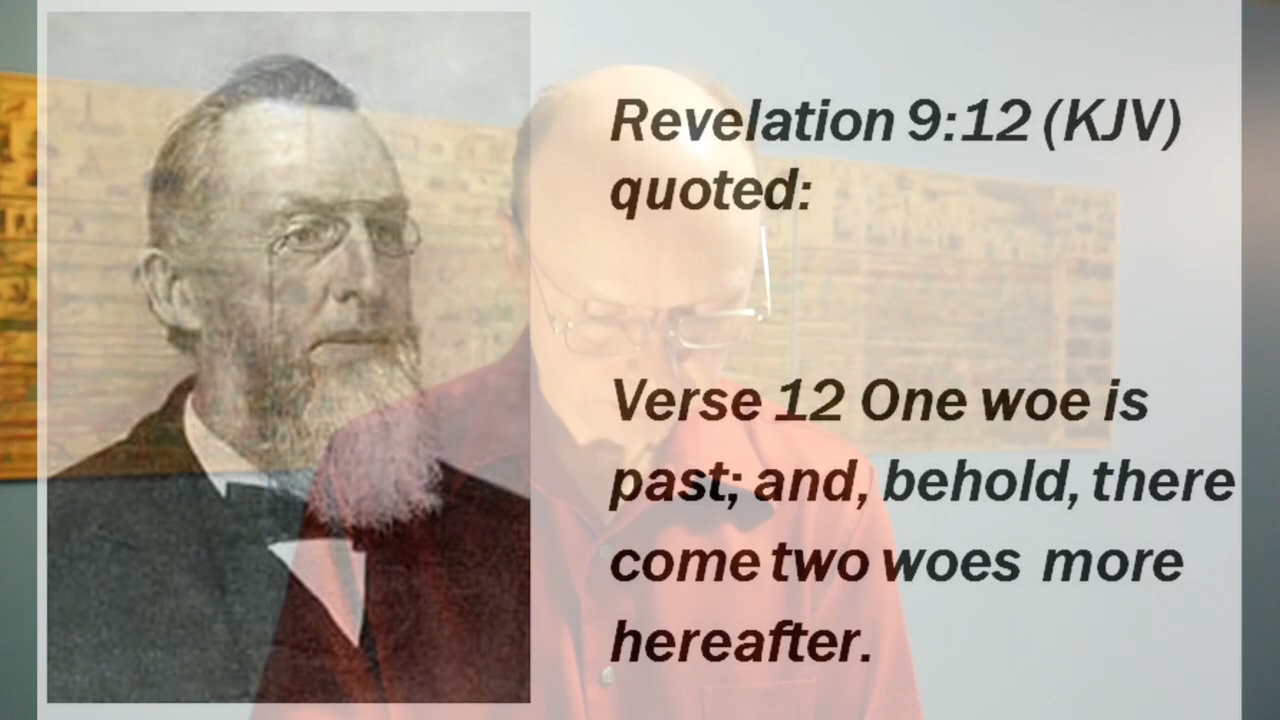 Revelation 9:12 (KJV)
quoted:
Verse 12 One woe is
past; and, behold, there
come two woes more
hereafter.